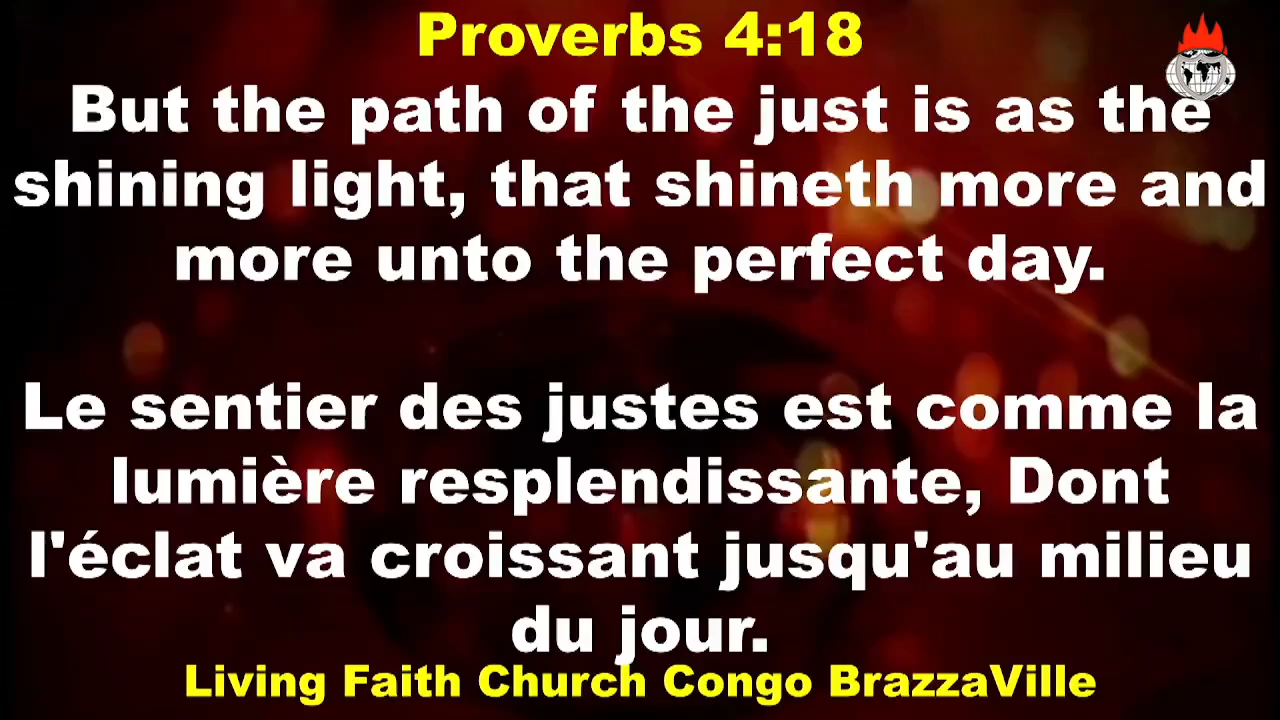 Proverbs 4:18
But the path of the just is as the
shining light, that shineth more and
more unto the perfect day.
Le sentier des justes est comme la
lumière resplendissante, Dont
l'éclat va croissant jusqu'au milieu
du jour.
Living Faith Church Congo BrazzaVille